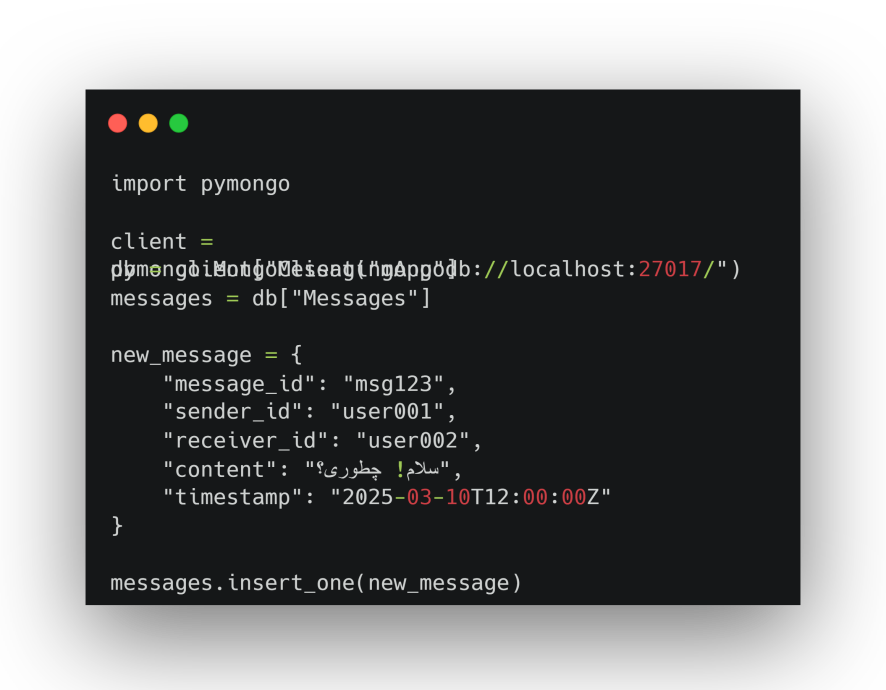 import pymongo
client =
pymongo.MongoClient("mongodb://localhost:27017/")
db = client["MessagingApp"]
messages = db["Messages"]
new_message = {
"message_id": "msg123",
"sender_id": "user001",
"receiver_id": "user002",
"content": "سلام! چطوری؟",
"timestamp": "2025-03-10T12:00:00Z"
}
messages.insert_one(new_message)